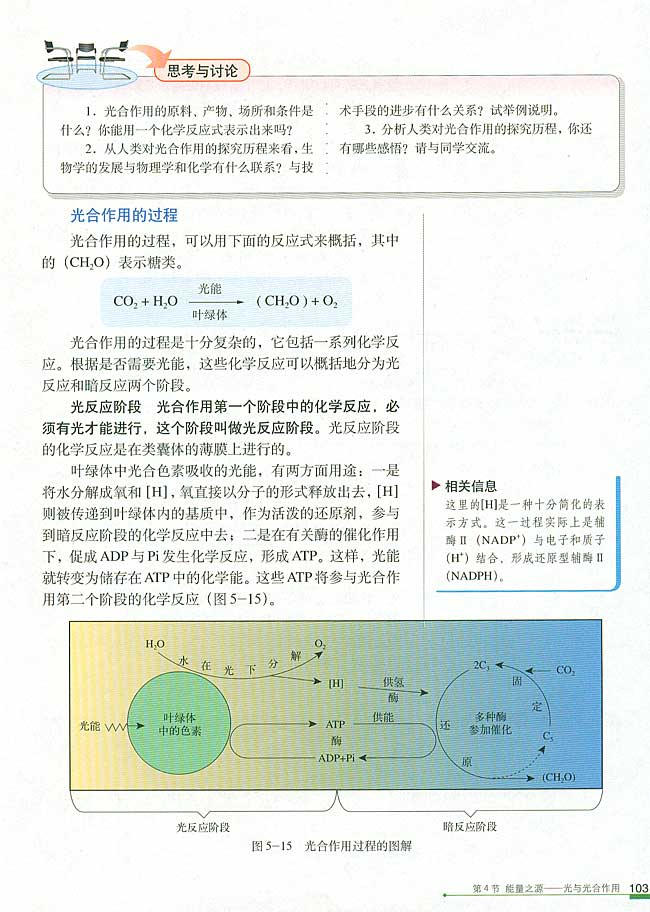 思考与讨论
1．光合作用的原料、产物、场所和条件是
什么？你能用一个化学反应式表示出来吗？
2．从人类对光合作用的探究历程来看，生
物学的发展与物理学和化学有什么联系？与技
术手段的进步有什么关系？试举例说明。
3．分析人类对光合作用的探究历程，你还
有哪些感悟？请与同学交流。
光合作用的过程
光合作用的过程，可以用下面的反应式来概括，其中
的（CH₂O）表示糖类。
光能
CO₂ + H₂O ⟶ （CH₂O）+ O₂
叶绿体
光合作用的过程是十分复杂的，它包括一系列化学反
应。根据是否需要光能，这些化学反应可以概括地分为光
反应和暗反应两个阶段。
光反应阶段　光合作用第一个阶段中的化学反应，必
须有光才能进行，这个阶段叫做光反应阶段。光反应阶段
的化学反应是在类囊体的薄膜上进行的。
叶绿体中光合色素吸收的光能，有两方面用途：一是
将水分解成氧和［H］，氧直接以分子的形式释放出去，［H］
则被传递到叶绿体内的基质中，作为活泼的还原剂，参与
到暗反应阶段的化学反应中去；二是在有关酶的催化作用
下，促成ADP与Pi发生化学反应，形成ATP。这样，光能
就转变为储存在ATP中的化学能。这些ATP将参与光合作
用第二个阶段的化学反应（图5-15）。
相关信息
这里的[H]是一种十分简化的表
示方式。这一过程实际上是辅
酶Ⅱ（NADP⁺）与电子和质子
（H⁺）结合，形成还原型辅酶Ⅱ
（NADPH）。
H₂O
水在光下分解
O₂
[H]
供氢
酶
光能
叶绿体
中的色素
ATP
酶
ADP+Pi
供能
还
原
2C₃
CO₂
固
定
多种酶
参加催化
C₅
(CH₂O)
光反应阶段
暗反应阶段
图5-15　光合作用过程的图解
第4节 能量之源——光与光合作用 103